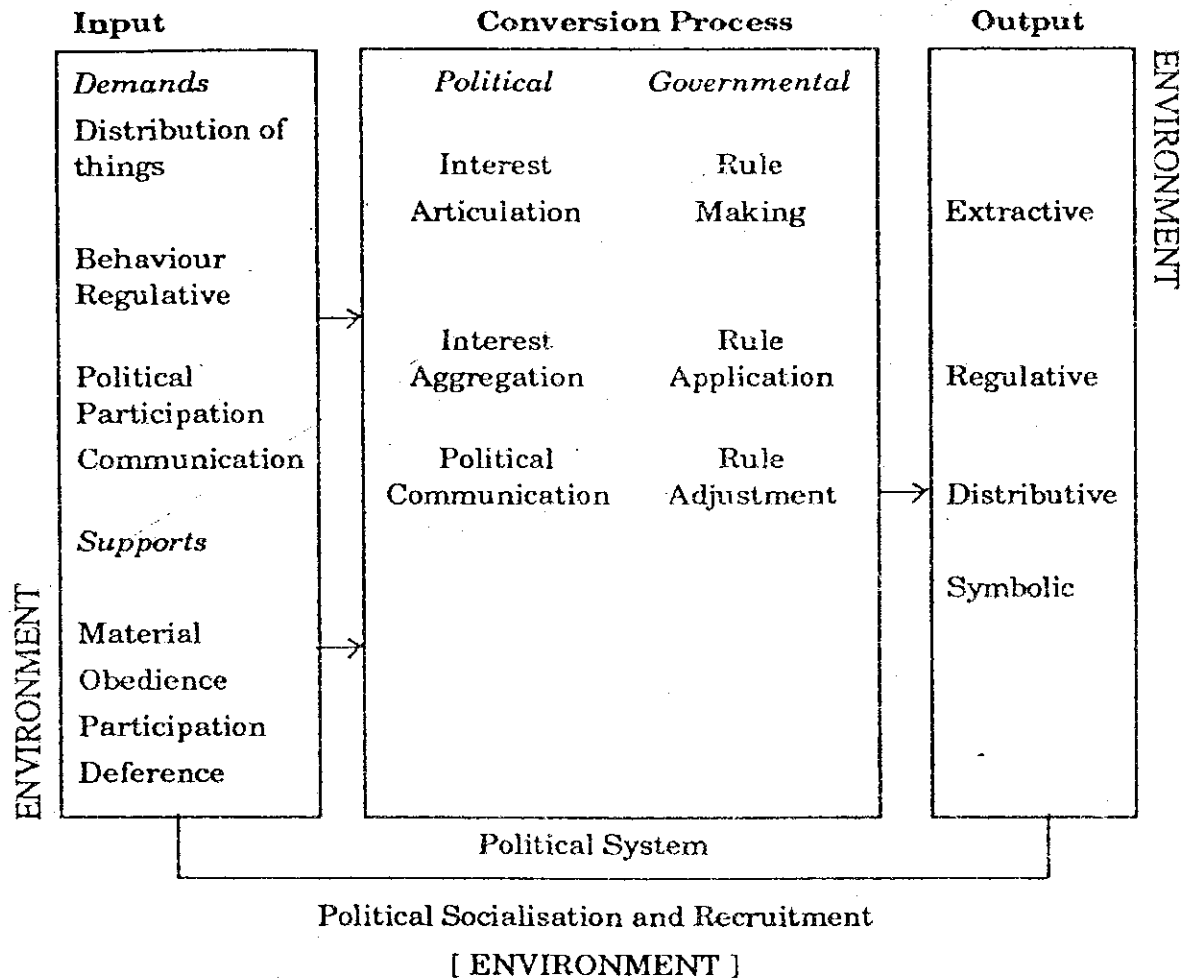 Input
Conversion Process
Output
Demands
Distribution of
things
Behaviour
Regulative
Political
Participation
Communication
Supports
Material
Obedience
Participation
Deference
Political
Governmental
Interest
Articulation
Rule
Making
Interest
Aggregation
Rule
Application
Political
Communication
Rule
Adjustment
Extractive
Regulative
Distributive
Symbolic
ENVIRONMENT
ENVIRONMENT
Political System
Political Socialisation and Recruitment
[ ENVIRONMENT ]